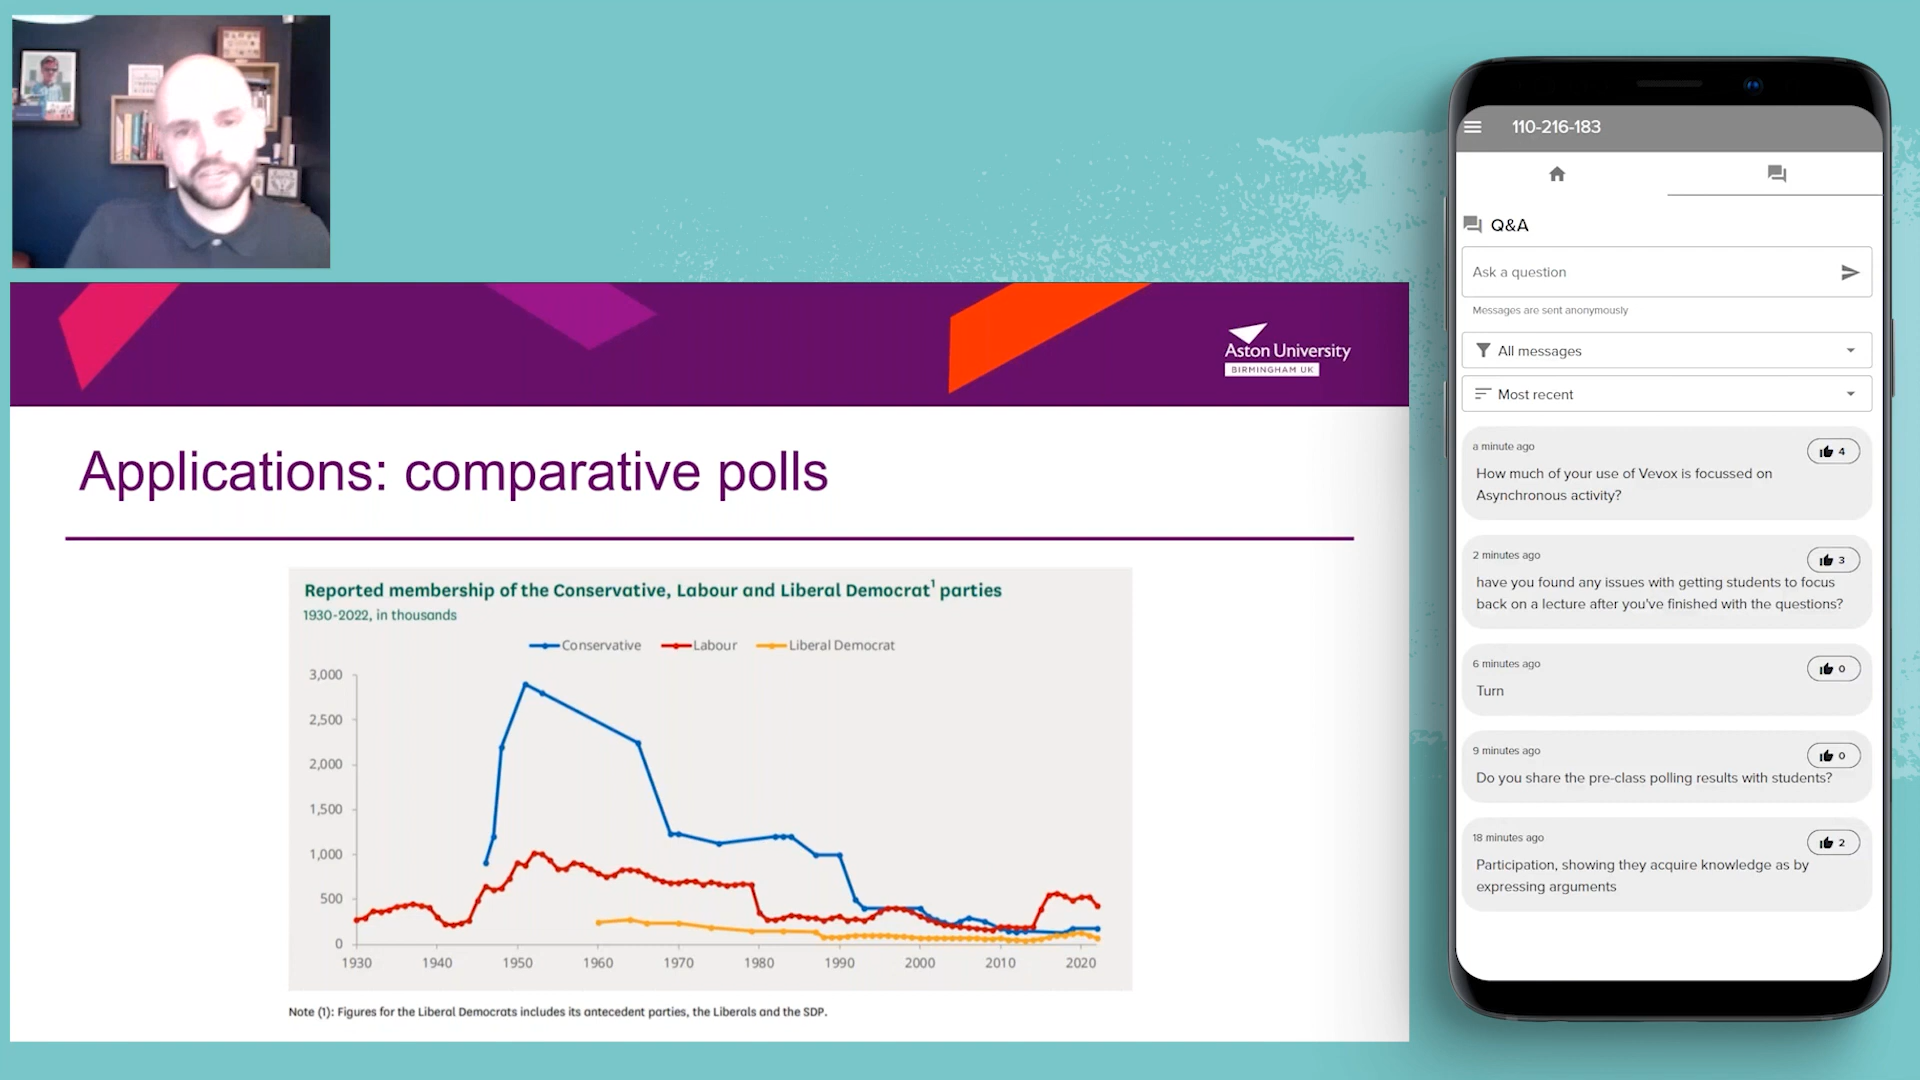 Aston University
BIRMINGHAM UK
Applications: comparative polls
Reported membership of the Conservative, Labour and Liberal Democrat¹ parties
1930-2022, in thousands
Conservative
Labour
Liberal Democrat
3,000
2,500
2,000
1,500
1,000
500
0
1930
1940
1950
1960
1970
1980
1990
2000
2010
2020
Note (1): Figures for the Liberal Democrats includes its antecedent parties, the Liberals and the SDP.
110-216-183
Q&A
Ask a question
Messages are sent anonymously
All messages
Most recent
a minute ago
4
How much of your use of Vevox is focussed on
Asynchronous activity?
2 minutes ago
3
have you found any issues with getting students to focus
back on a lecture after you've finished with the questions?
6 minutes ago
0
Turn
9 minutes ago
0
Do you share the pre-class polling results with students?
18 minutes ago
2
Participation, showing they acquire knowledge as by
expressing arguments